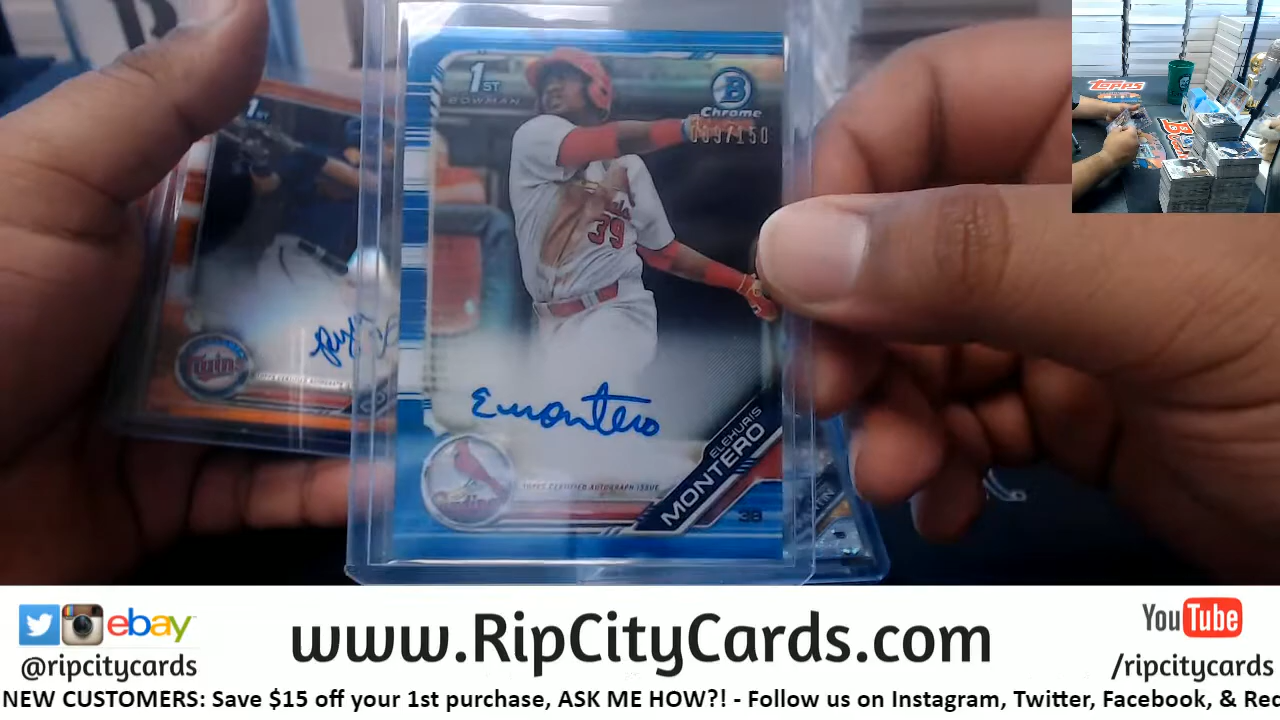 1ST
BOWMAN
B
Chrome
/150
39
Emontero
ELEHURIS
MONTERO
TOPPS CERTIFIED AUTOGRAPH ISSUE
3B
1ST
Twins
Topps
B
ebay
@ripcitycards
www.RipCityCards.com
YouTube
/ripcitycards
NEW CUSTOMERS: Save $15 off your 1st purchase, ASK ME HOW?! - Follow us on Instagram, Twitter, Facebook, & Rec